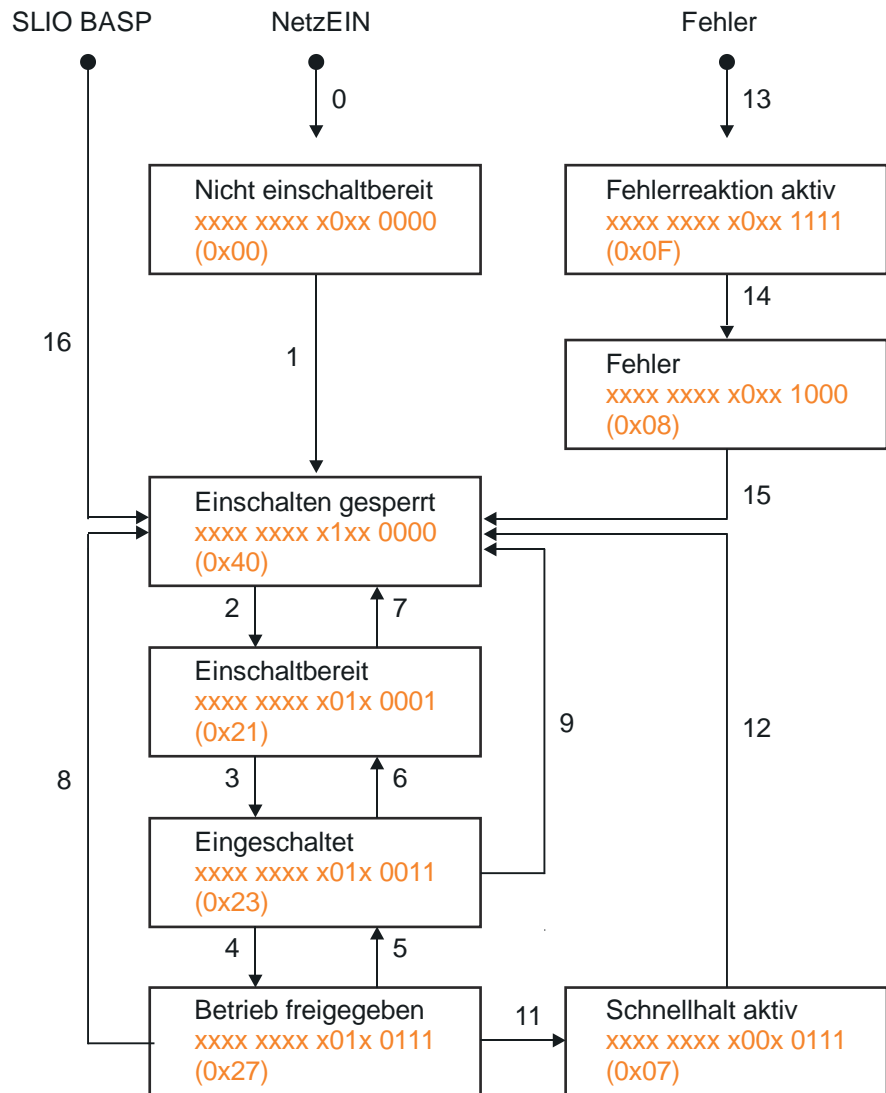 SLIO BASP
NetzEIN
Fehler
0
13
Nicht einschaltbereit
xxxx xxxx x0xx 0000
(0x00)
Fehlerreaktion aktiv
xxxx xxxx x0xx 1111
(0x0F)
14
16
1
Fehler
xxxx xxxx x0xx 1000
(0x08)
15
Einschalten gesperrt
xxxx xxxx x1xx 0000
(0x40)
2
7
Einschaltbereit
xxxx xxxx x01x 0001
(0x21)
9
12
8
3
6
Eingeschaltet
xxxx xxxx x01x 0011
(0x23)
4
5
Betrieb freigegeben
xxxx xxxx x01x 0111
(0x27)
11
Schnellhalt aktiv
xxxx xxxx x00x 0111
(0x07)